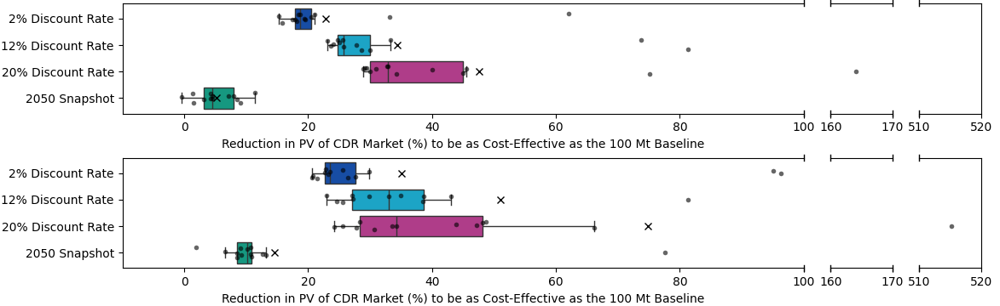 2% Discount Rate
12% Discount Rate
20% Discount Rate
2050 Snapshot
0 20 40 60 80 100 160 170 510 520
Reduction in PV of CDR Market (%) to be as Cost-Effective as the 100 Mt Baseline
2% Discount Rate
12% Discount Rate
20% Discount Rate
2050 Snapshot
0 20 40 60 80 100 160 170 510 520
Reduction in PV of CDR Market (%) to be as Cost-Effective as the 100 Mt Baseline